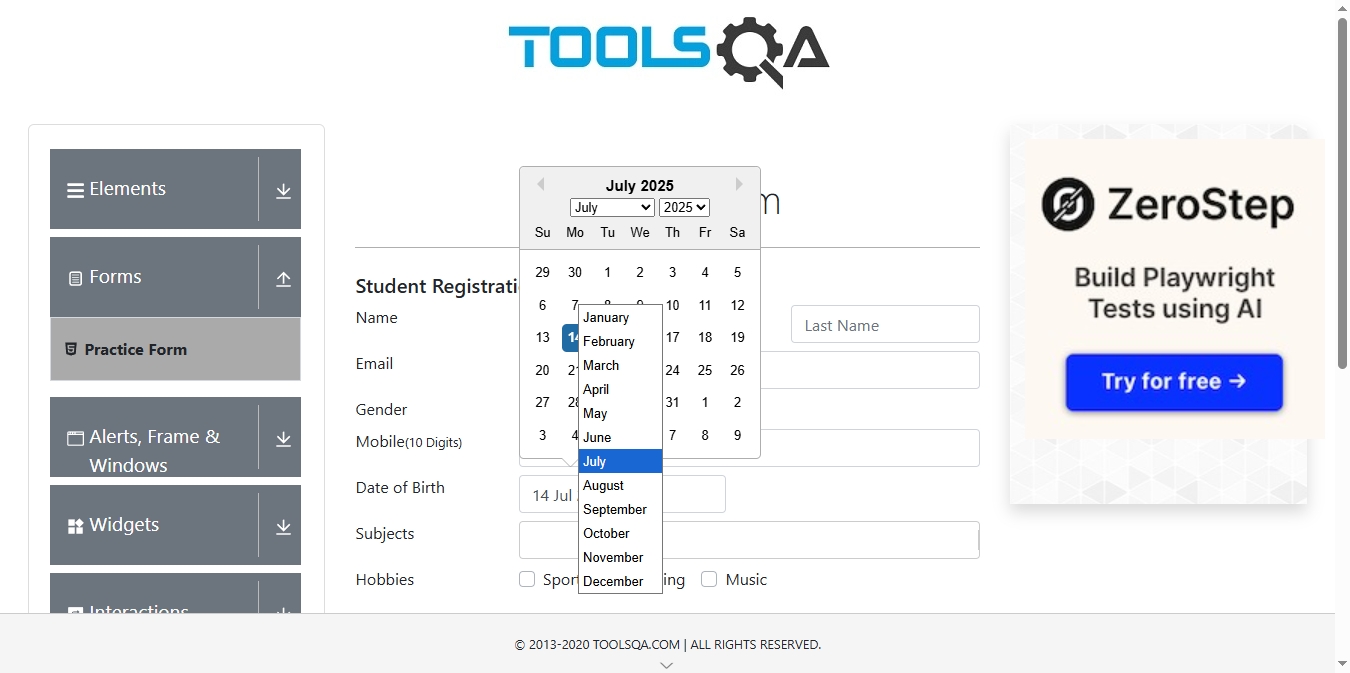 TOOLSQA
Elements
Forms
Practice Form
Alerts, Frame &
Windows
Widgets
Interactions
July 2025
July 2025
Su Mo Tu We Th Fr Sa
29 30 1 2 3 4 5
6 7 8 9 10 11 12
13 14 17 18 19
20 24 25 26
27 28 31 1 2
3 4 7 8 9
January
February
March
April
May
June
July
August
September
October
November
December
Student Registrati
Name
Last Name
Email
Gender
Mobile(10 Digits)
Date of Birth
14 Jul
Subjects
Hobbies
Sport
ing
Music
ZeroStep
Build Playwright
Tests using AI
Try for free →
© 2013-2020 TOOLSQA.COM | ALL RIGHTS RESERVED.